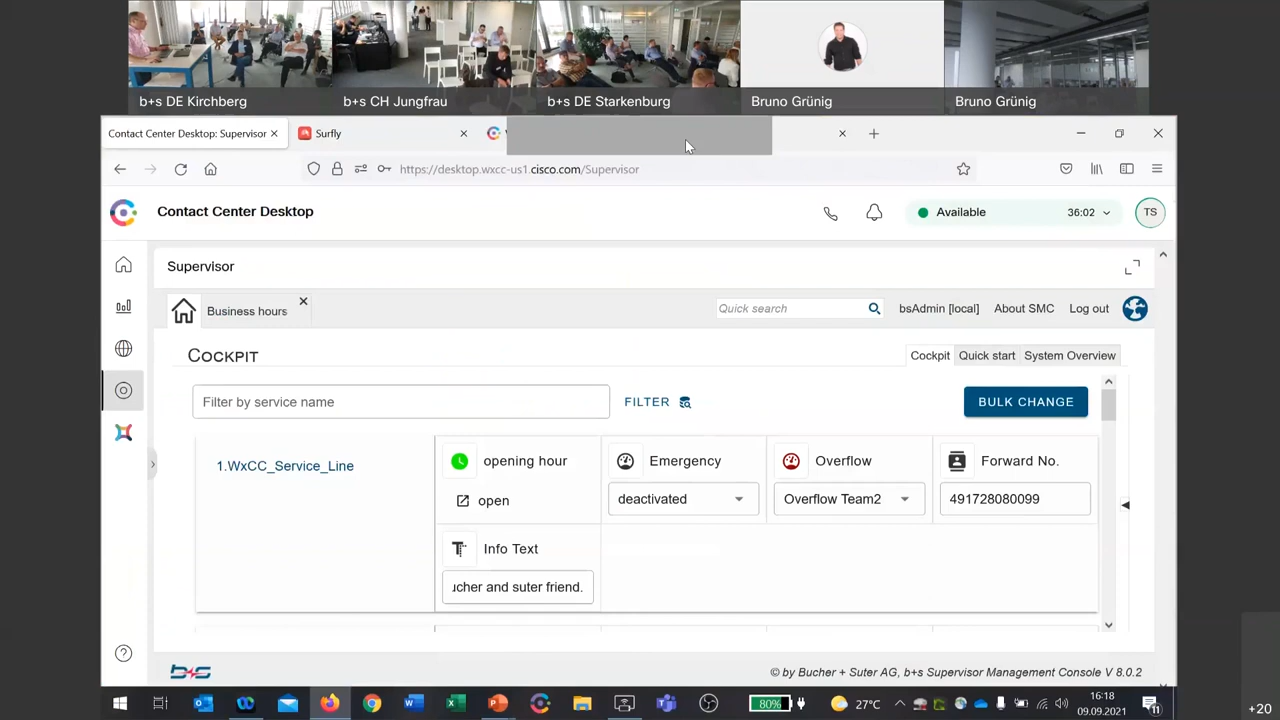 b+s DE Kirchberg
b+s CH Jungfrau
b+s DE Starkenburg
Bruno Grünig
Bruno Grünig
Contact Center Desktop: Supervisor
Surfly
https://desktop.wxcc-us1.cisco.com/Supervisor
Contact Center Desktop
Available
36:02
TS
Supervisor
Business hours
Quick search
bsAdmin [local]
About SMC
Log out
Cockpit
Cockpit
Quick start
System Overview
Filter by service name
FILTER
BULK CHANGE
1.WxCC_Service_Line
opening hour
Emergency
Overflow
Forward No.
open
deactivated
Overflow Team2
491728080099
Info Text
ucher and suter friend.
b+s
© by Bucher + Suter AG, b+s Supervisor Management Console V 8.0.2
80%
27°C
16:18
09.09.2021
11
+20